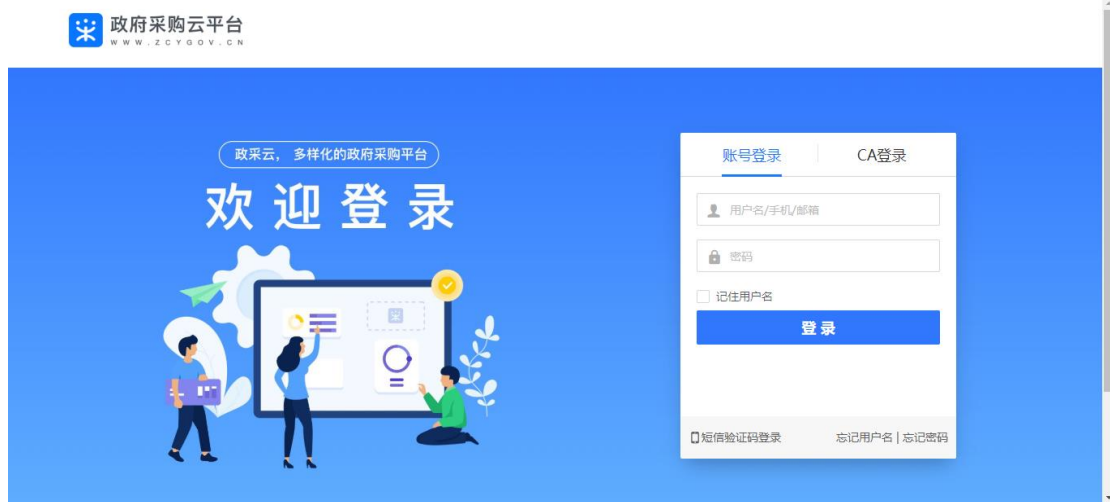 政府采购云平台
WWW.ZCYGOV.CN
政采云， 多样化的政府采购平台
欢迎登录
账号登录
CA登录
用户名/手机/邮箱
密码
记住用户名
登录
短信验证码登录
忘记用户名 | 忘记密码
采